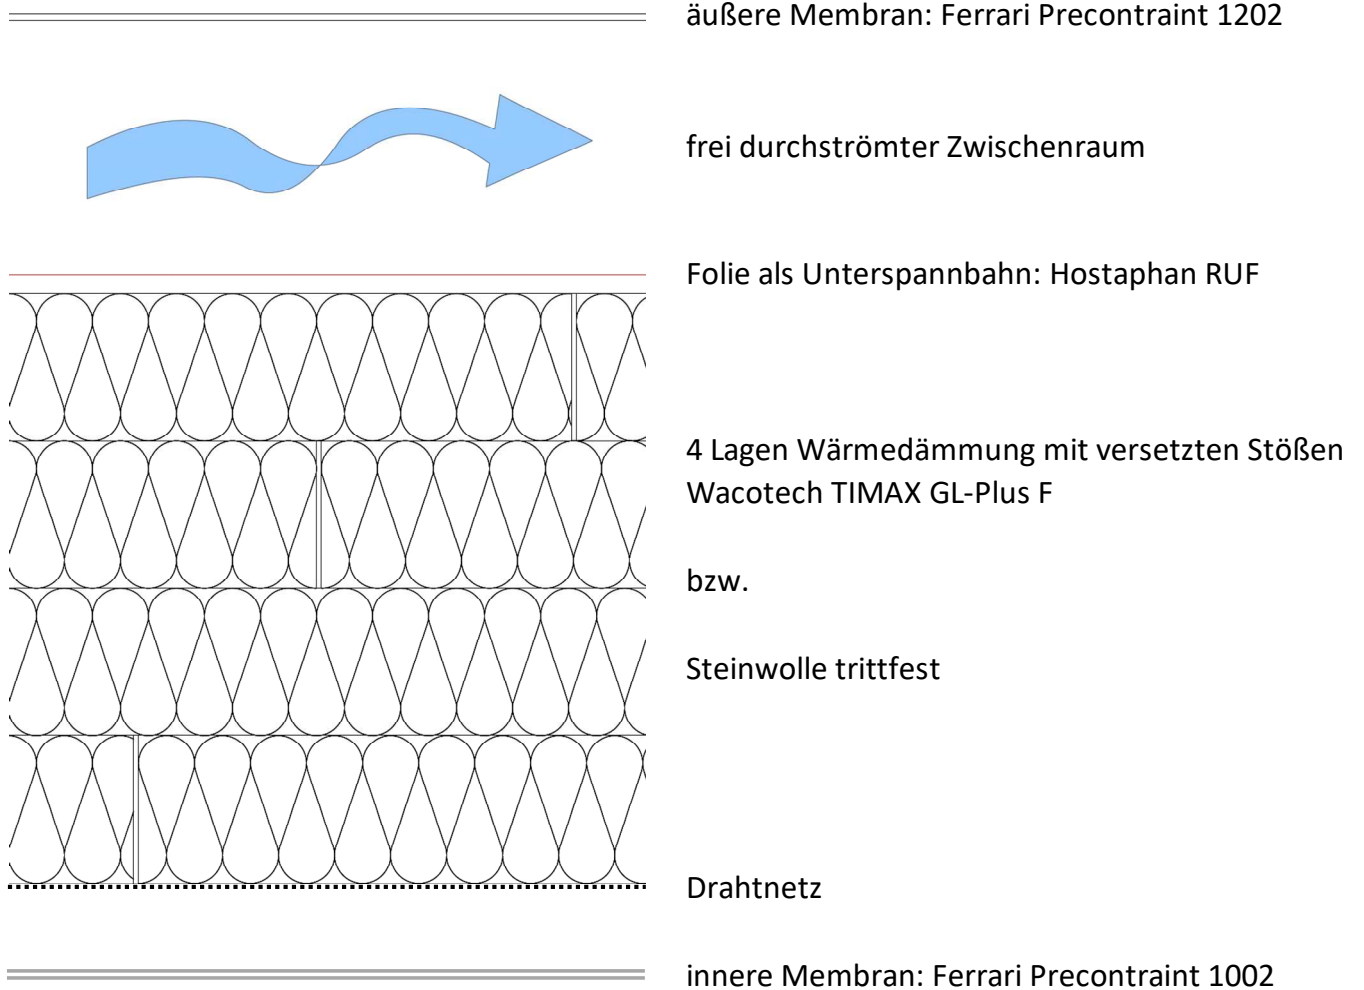 äußere Membran: Ferrari Precontraint 1202
frei durchströmter Zwischenraum
Folie als Unterspannbahn: Hostaphan RUF
4 Lagen Wärmedämmung mit versetzten Stößen
Wacotech TIMAX GL-Plus F
bzw.
Steinwolle trittfest
Drahtnetz
innere Membran: Ferrari Precontraint 1002